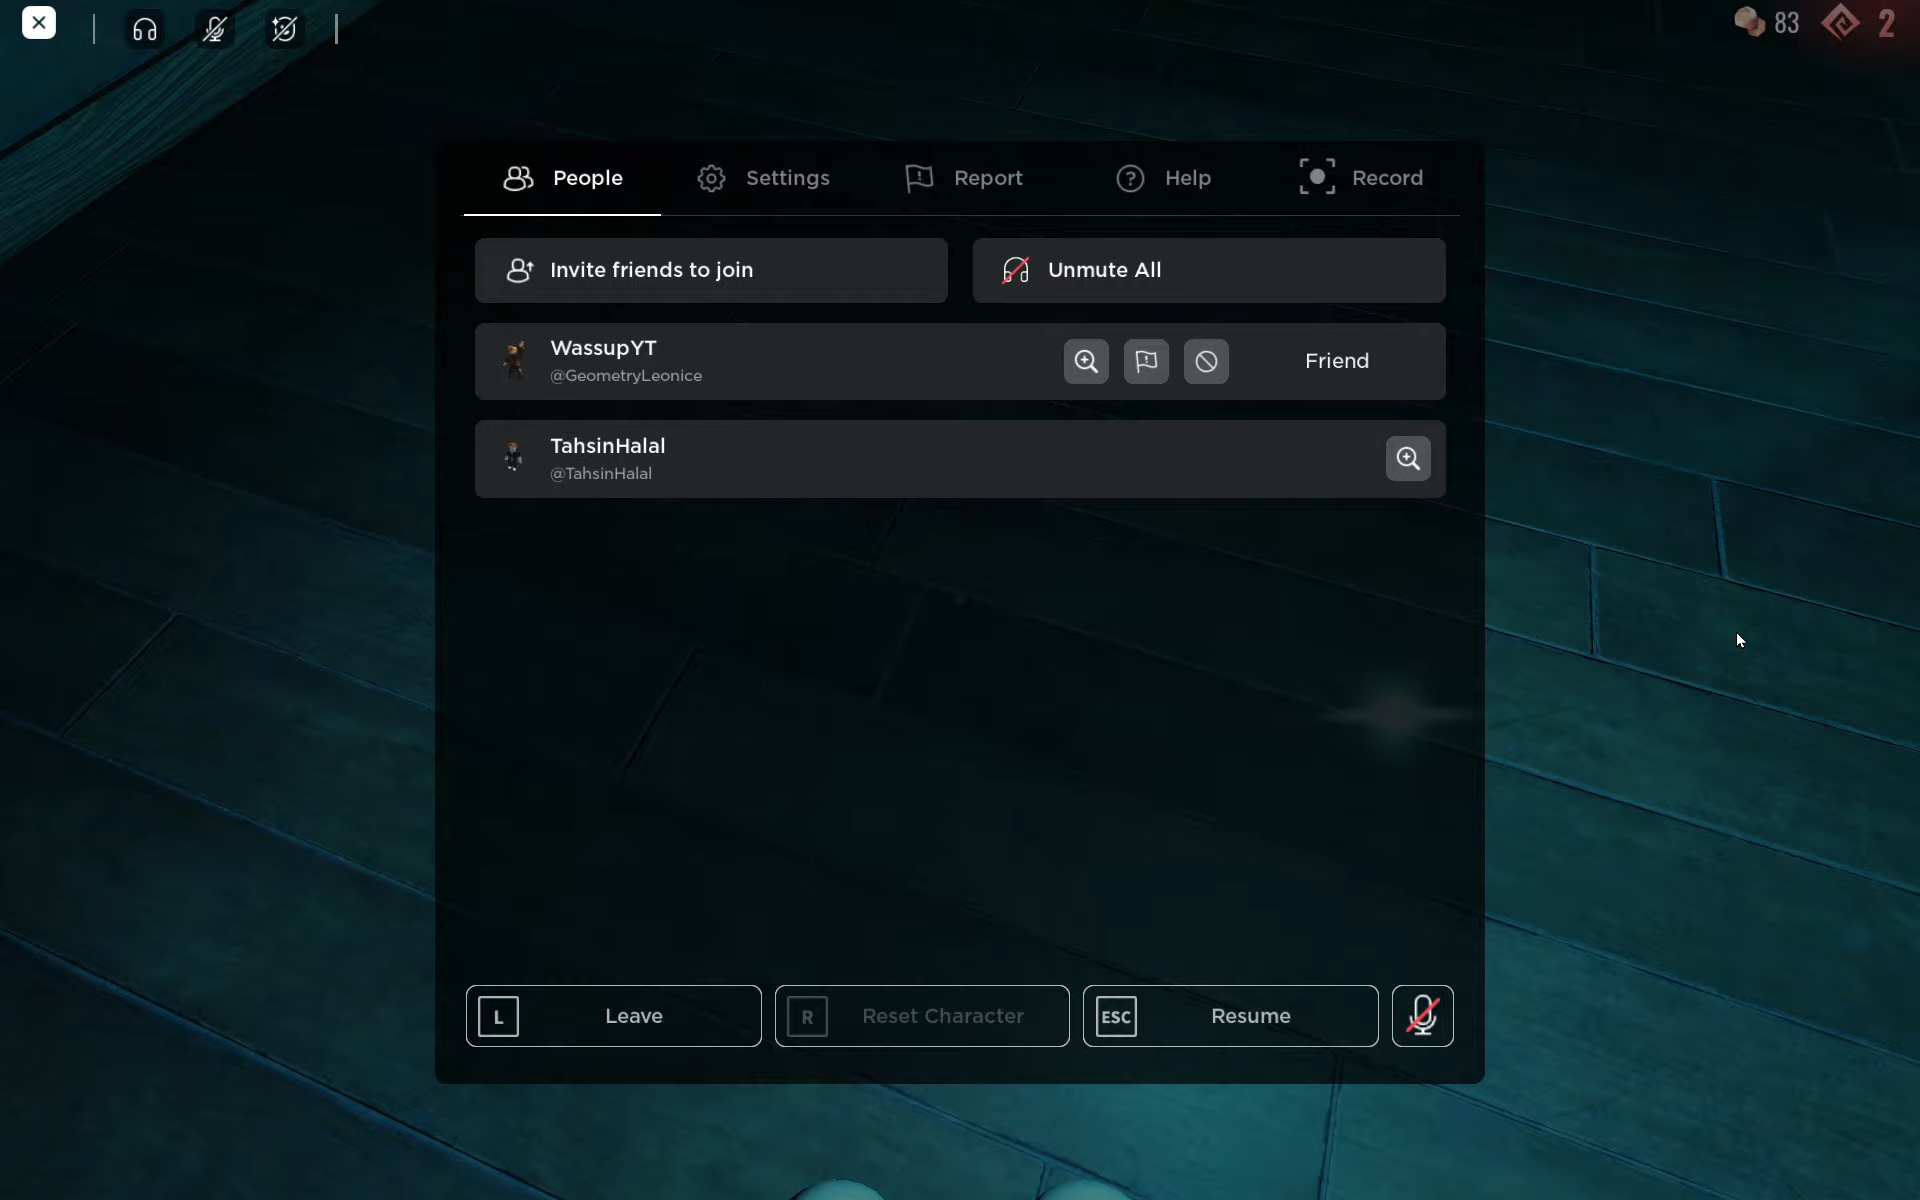 83 2
People Settings Report Help Record
Invite friends to join Unmute All
WassupYT
@GeometryLeonice
Friend
TahsinHalal
@TahsinHalal
L Leave R Reset Character ESC Resume